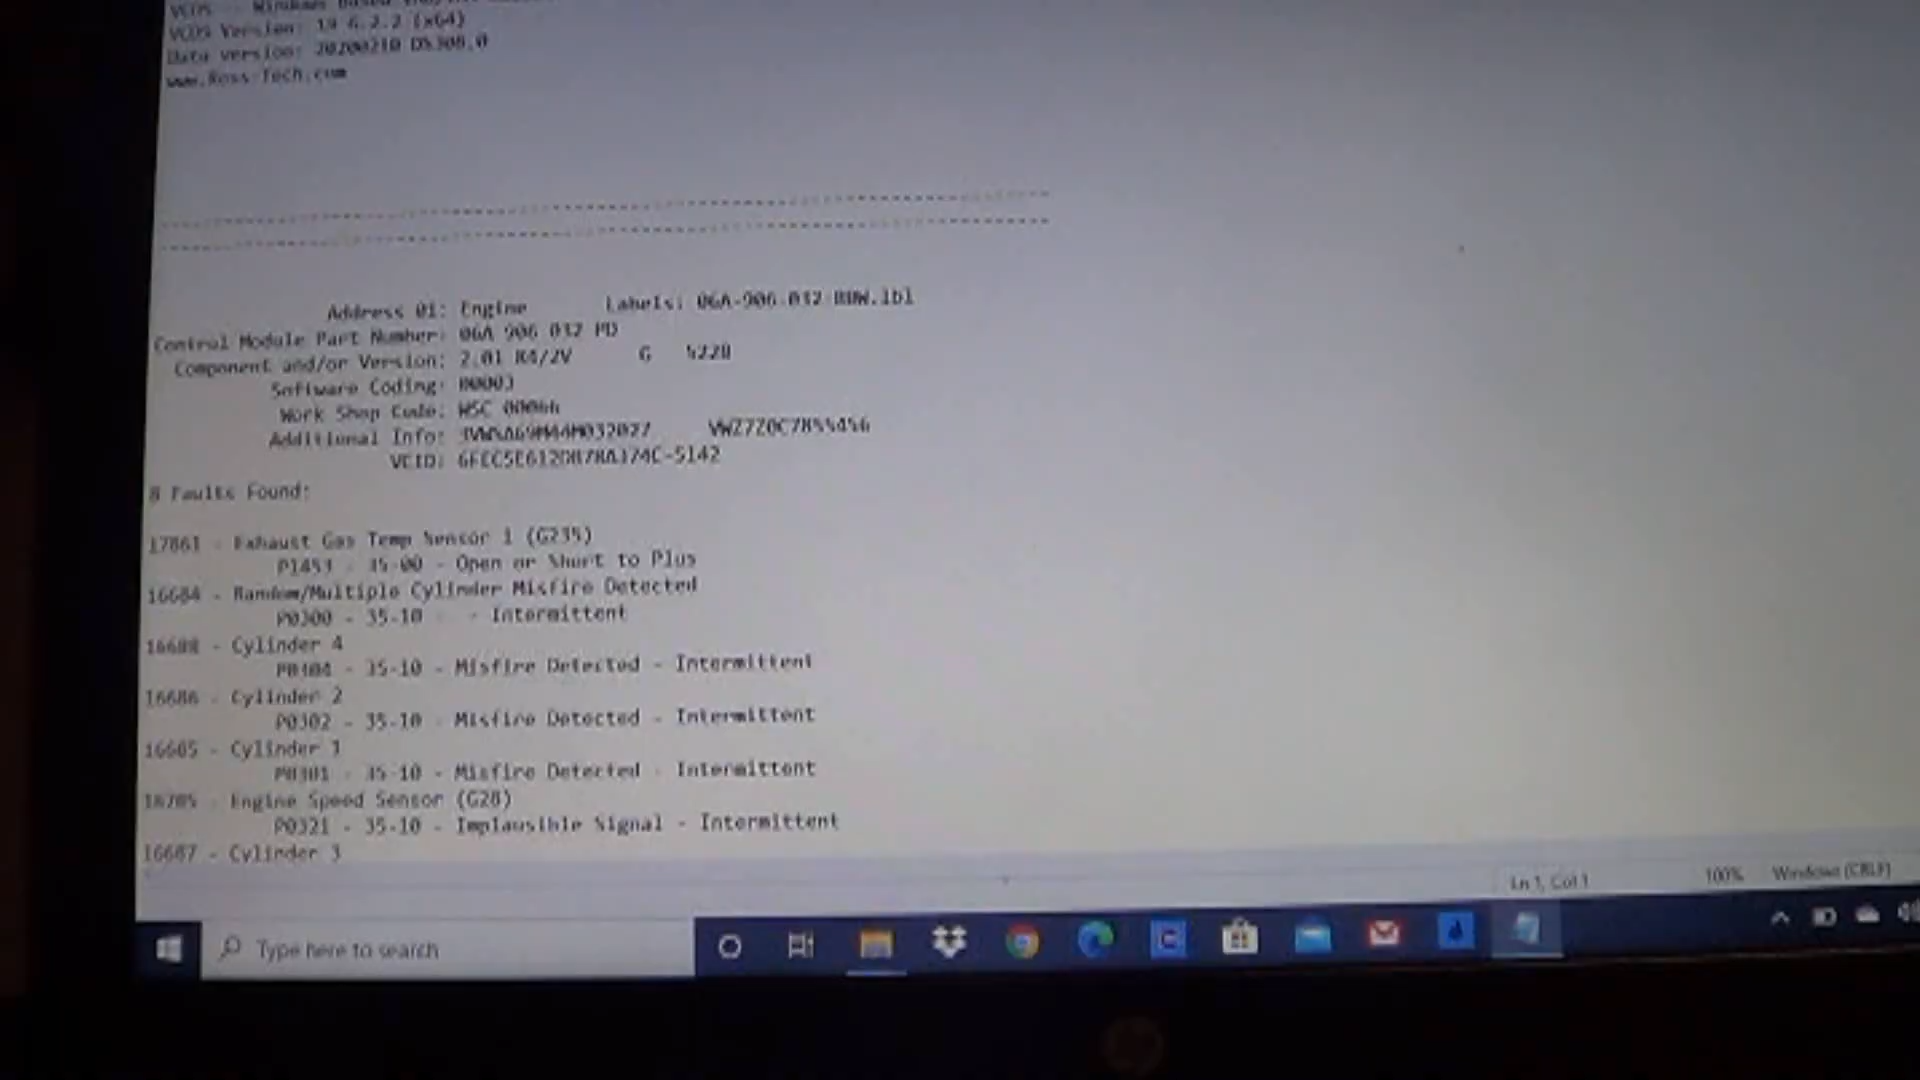 VCDS -- Windows Based
VCDS Version: 19.6.2.2 (x64)
Data version: 20200210 DS308.0
www.Ross-Tech.com
Address 01: Engine Labels: 06A-906-032-BBW.lbl
Control Module Part Number: 06A 906 032
Component and/or Version: 2.0l R4/2V G
Software Coding: 00003
Work Shop Code: WSC 00066
Additional Info:
VCID:
8 Faults Found:
17861 - Exhaust Gas Temp Sensor 1 (G235)
P1453 - 35-00 - Open or Short to Plus
16684 - Random/Multiple Cylinder Misfire Detected
P0300 - 35-10 - - Intermittent
16688 - Cylinder 4
P0304 - 35-10 - Misfire Detected - Intermittent
16686 - Cylinder 2
P0302 - 35-10 - Misfire Detected - Intermittent
16685 - Cylinder 1
P0301 - 35-10 - Misfire Detected - Intermittent
16705 - Engine Speed Sensor (G28)
P0321 - 35-10 - Implausible Signal - Intermittent
16687 - Cylinder 3
Ln 1, Col 1 100% Windows (CRLF)
Type here to search